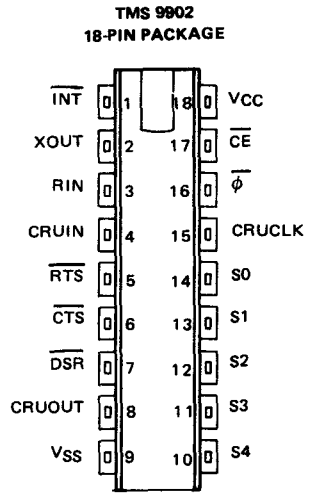 TMS 9902
18-PIN PACKAGE
INT 1 18 VCC
XOUT 2 17 CE
RIN 3 16 ϕ
CRUIN 4 15 CRUCLK
RTS 5 14 S0
CTS 6 13 S1
DSR 7 12 S2
CRUOUT 8 11 S3
VSS 9 10 S4